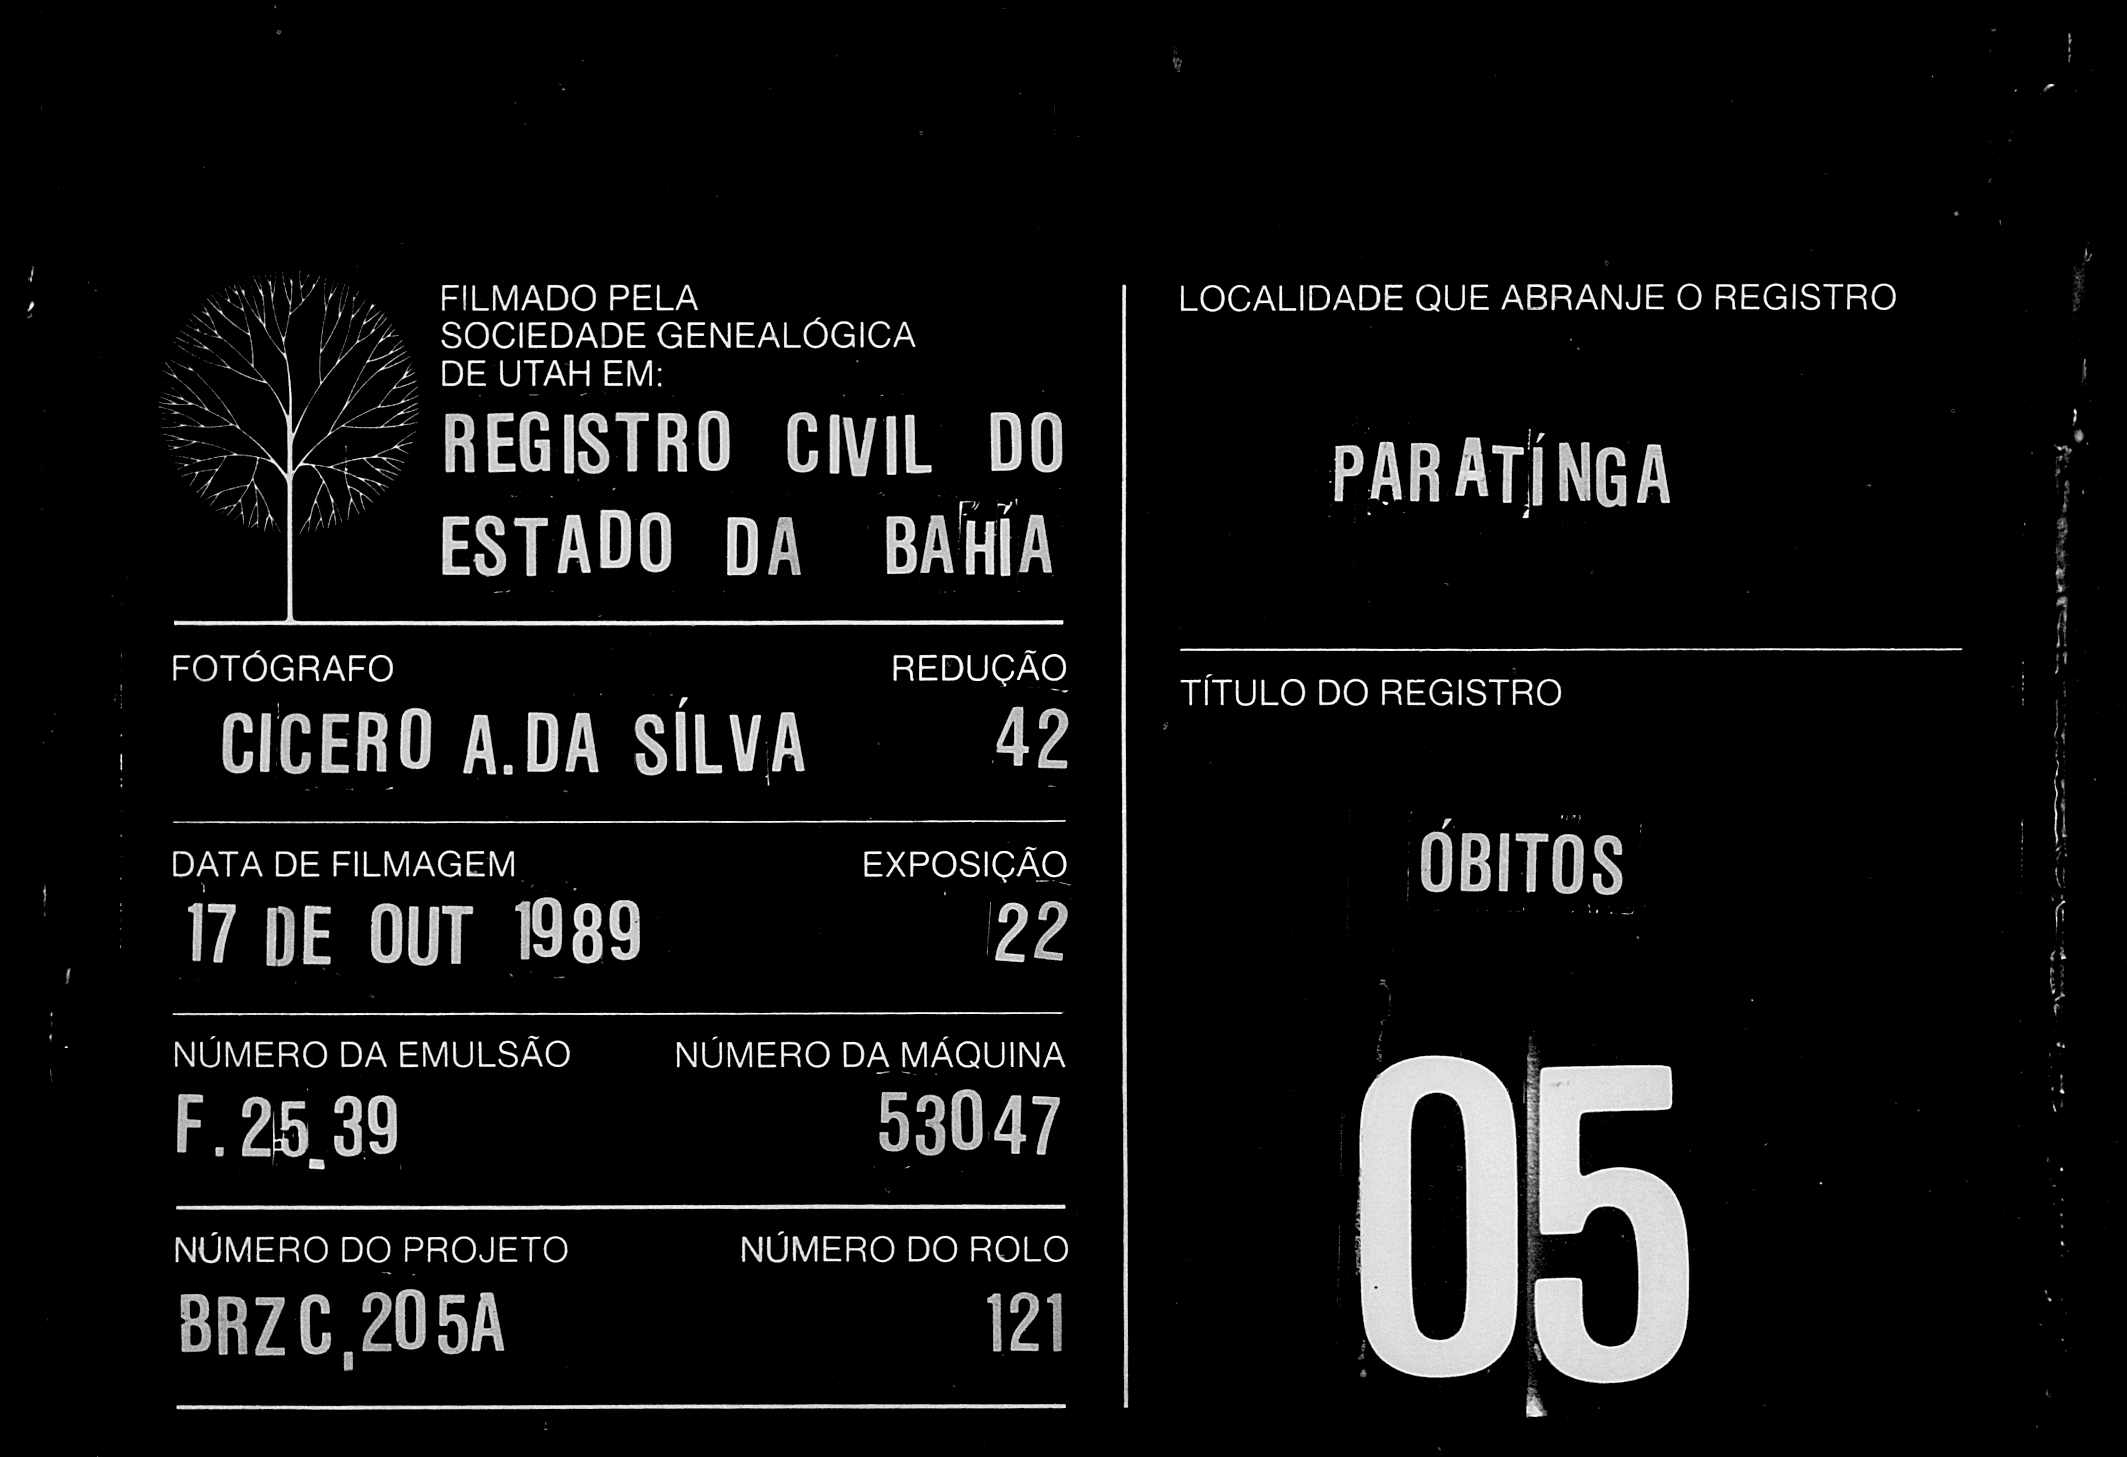 FILMADO PELA
SOCIEDADE GENEALÓGICA
DE UTAH EM:
REGISTRO CIVIL DO
ESTADO DA BAHÍA
FOTÓGRAFO REDUÇÃO
CICERO A. DA SÍLVA 42
DATA DE FILMAGEM EXPOSIÇÃO
17 DE OUT 1989 22
NÚMERO DA EMULSÃO NÚMERO DA MÁQUINA
F. 25.39 53047
NÚMERO DO PROJETO NÚMERO DO ROLO
BRZ C,205A 121
LOCALIDADE QUE ABRANJE O REGISTRO
PARATÍNGA
TÍTULO DO REGISTRO
ÓBITOS
05